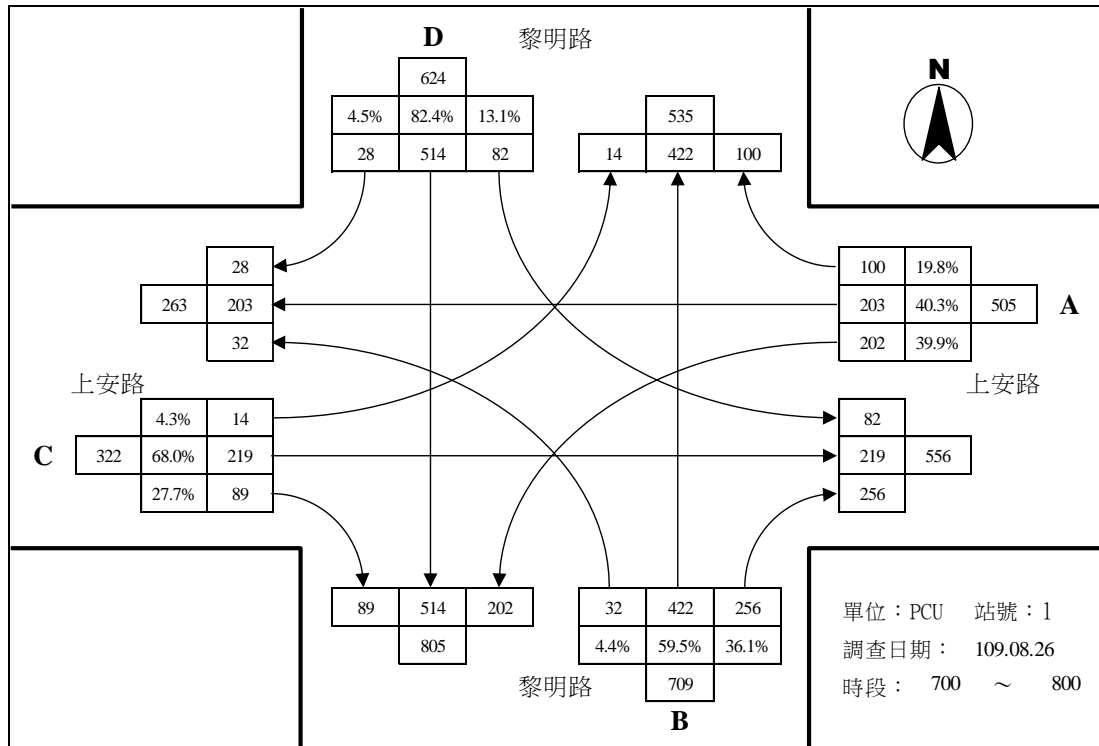 D 黎明路
624
4.5% 82.4% 13.1%
28 514 82
535
14 422 100
N
28
263 203
32
100 19.8%
203 40.3% 505
202 39.9%
A
上安路
上安路
4.3% 14
C 322 68.0% 219
27.7% 89
82
219 556
256
89 514 202
805
32 422 256
4.4% 59.5% 36.1%
709
黎明路
B
單位：PCU 站號：1
調查日期： 109.08.26
時段： 700 ～ 800